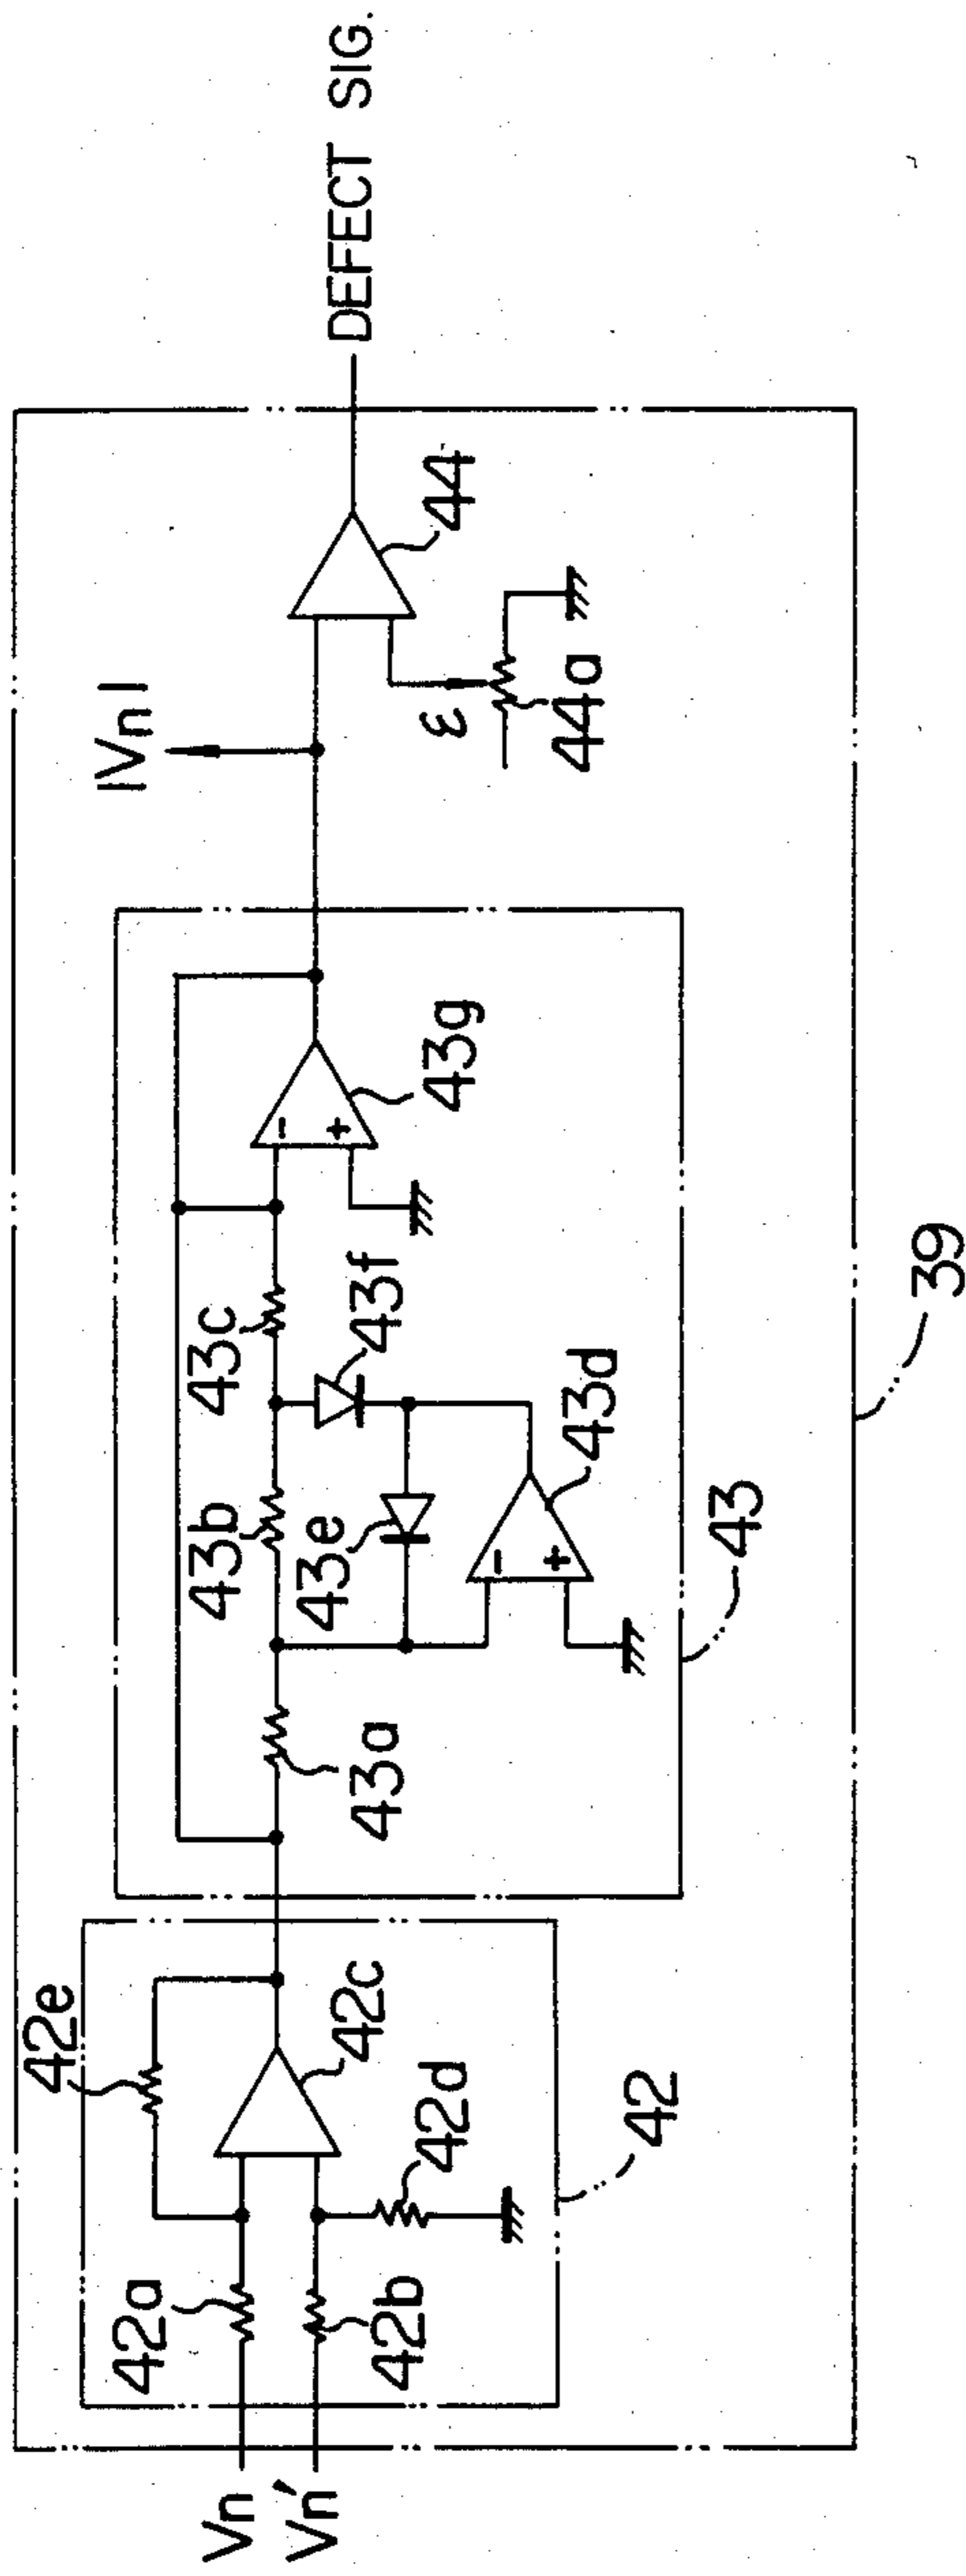 Vn
Vn′
42a
42b
42e
42c
42d
42
43a
43b
43c
43e
43f
43d
43g
43
|Vn|
ε
44a
44
39
DEFECT SIG.
+
-
+
-